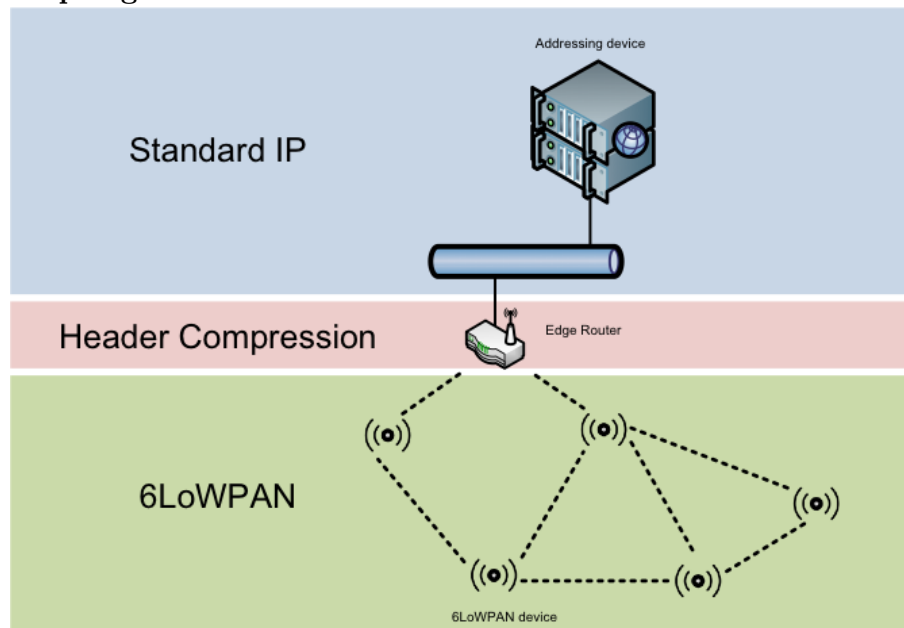 Addressing device
Standard IP
Header Compression
Edge Router
6LoWPAN
6LoWPAN device